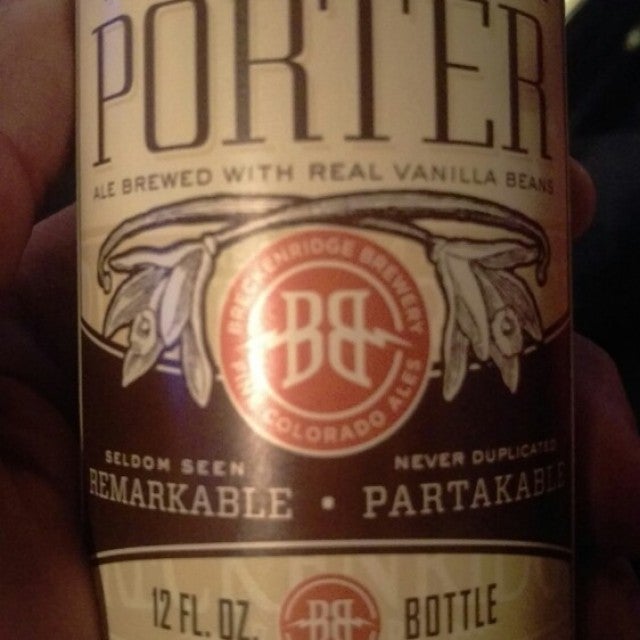 PORTER
ALE BREWED WITH REAL VANILLA BEANS
BRECKENRIDGE BREWERY
BB
FINE COLORADO ALES
SELDOM SEEN
REMARKABLE •
NEVER DUPLICATED
PARTAKABLE
12 FL. OZ. BB BOTTLE